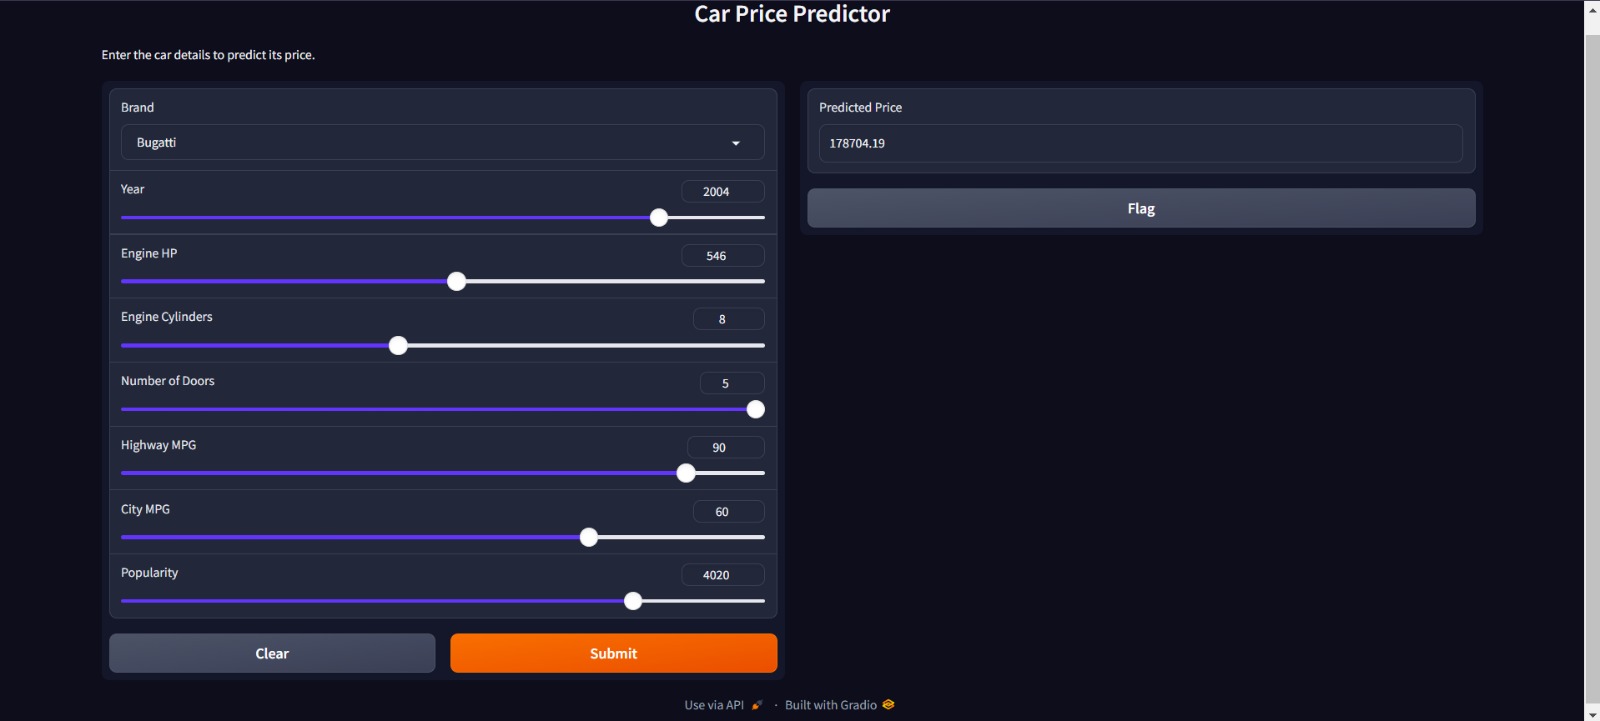 Car Price Predictor
Enter the car details to predict its price.
Brand
Bugatti
Year
2004
Engine HP
546
Engine Cylinders
8
Number of Doors
5
Highway MPG
90
City MPG
60
Popularity
4020
Clear
Submit
Predicted Price
178704.19
Flag
Use via API · Built with Gradio